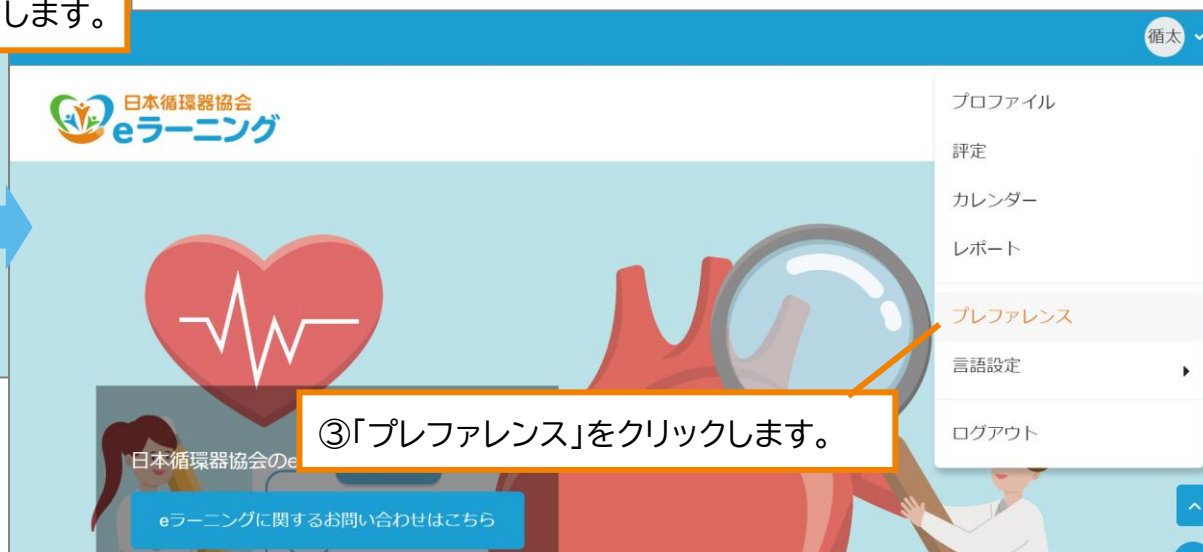 します。
循太
日本循環器協会
eラーニング
プロファイル
評定
カレンダー
レポート
プレファレンス
言語設定
ログアウト
③「プレファレンス」をクリックします。
日本循環器協会のe
eラーニングに関するお問い合わせはこちら